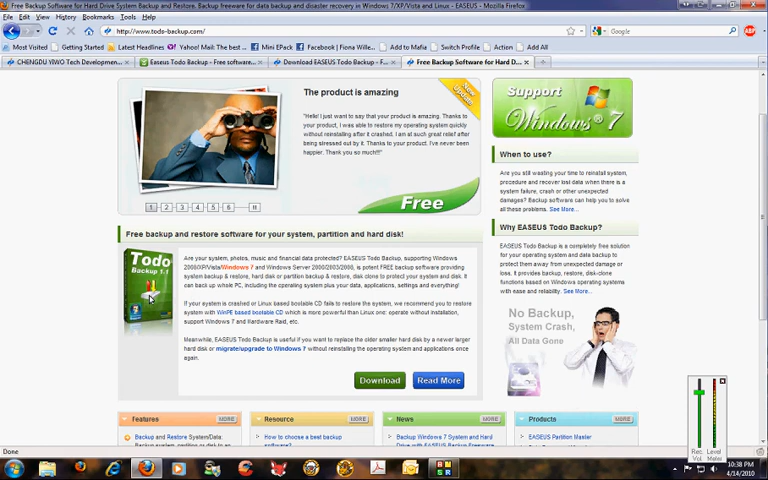 Free Backup Software for Hard Drive System Backup and Restore. Backup freeware for data backup and disaster recovery in Windows 7/XP/Vista and Linux - EASEUS - Mozilla Firefox
File Edit View History Bookmarks Tools Help
http://www.todo-backup.com/
Google
ABP
Most Visited Getting Started Latest Headlines Yahoo! Mail: The best ... Mini EPack Facebook | Fiona Wille... Add to Mafia Switch Profile Action Add All
CHENGDU YIWO Tech Developmen... Easeus Todo Backup - Free software... Download EASEUS Todo Backup - F... Free Backup Software for Hard D...
The product is amazing
New Update
"Hello! I just want to say that your product is amazing. Thanks to
your product, I was able to restore my operating system quickly
without reinstalling after it crashed. I am at such great relief after
being stressed out by it. Thanks to your product. I've never been
happier. Thank you so much!!!"
1 2 3 4 5 6
Free
Support
Windows® 7
When to use?
Are you still wasting your time to reinstall system,
procedure and recover lost data when there is a
system failure, crash or other unexpected
damages? Backup software can help you to solve
all these problems. See More..
Why EASEUS Todo Backup?
EASEUS Todo Backup is a completely free solution
for your operating system and data backup to
protect them away from unexpected damage or
loss, it provides backup, restore, disk-clone
functions based on Windows operating systems
with ease and reliability. See More..
No Backup,
System Crash,
All Data Gone
Free backup and restore software for your system, partition and hard disk!
Todo
Backup 1.1
Are your system, photos, music and financial data protected? EASEUS Todo Backup, supporting Windows
2000/XP/Vista/Windows 7 and Windows Server 2000/2003/2008, is potent FREE backup software providing
system backup & restore, hard disk or partition backup & restore, disk clone to protect your system and disk. It
can back up whole PC, including the operating system plus your data, applications, settings and everything!
If your system is crashed or Linux based bootable CD fails to restore the system, we recommend you to restore
system with WinPE based bootable CD which is more powerful than Linux one: operate without installation,
support Windows 7 and Hardware Raid, etc.
Meanwhile, EASEUS Todo Backup is useful if you want to replace the older smaller hard disk by a newer larger
hard disk or migrate/upgrade to Windows 7 without reinstalling the operating system and applications once
again.
Download Read More
Features MORE Resource MORE News MORE Products MORE
Backup and Restore System/Data:
How to choose a best backup
software?
Backup Windows 7 System and Hard
EASEUS Partition Master
Done
Rec. Vol
Level Meter
10:38 PM
4/14/2010